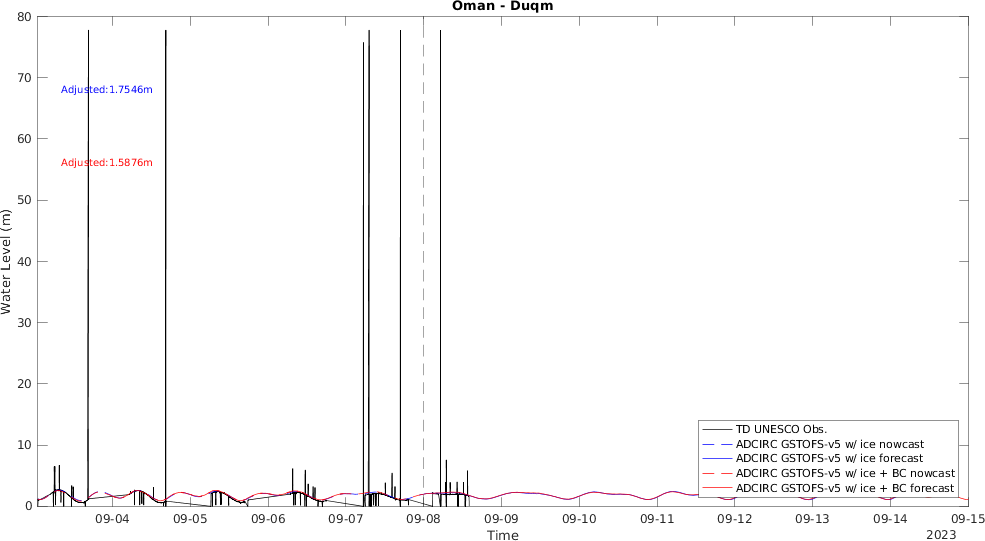 Oman - Duqm
80
70
60
50
40
30
20
10
0
Water Level (m)
Adjusted:1.7546m
Adjusted:1.5876m
TD UNESCO Obs.
ADCIRC GSTOFS-v5 w/ ice nowcast
ADCIRC GSTOFS-v5 w/ ice forecast
ADCIRC GSTOFS-v5 w/ ice + BC nowcast
ADCIRC GSTOFS-v5 w/ ice + BC forecast
09-04 09-05 09-06 09-07 09-08 09-09 09-10 09-11 09-12 09-13 09-14 09-15
Time
2023